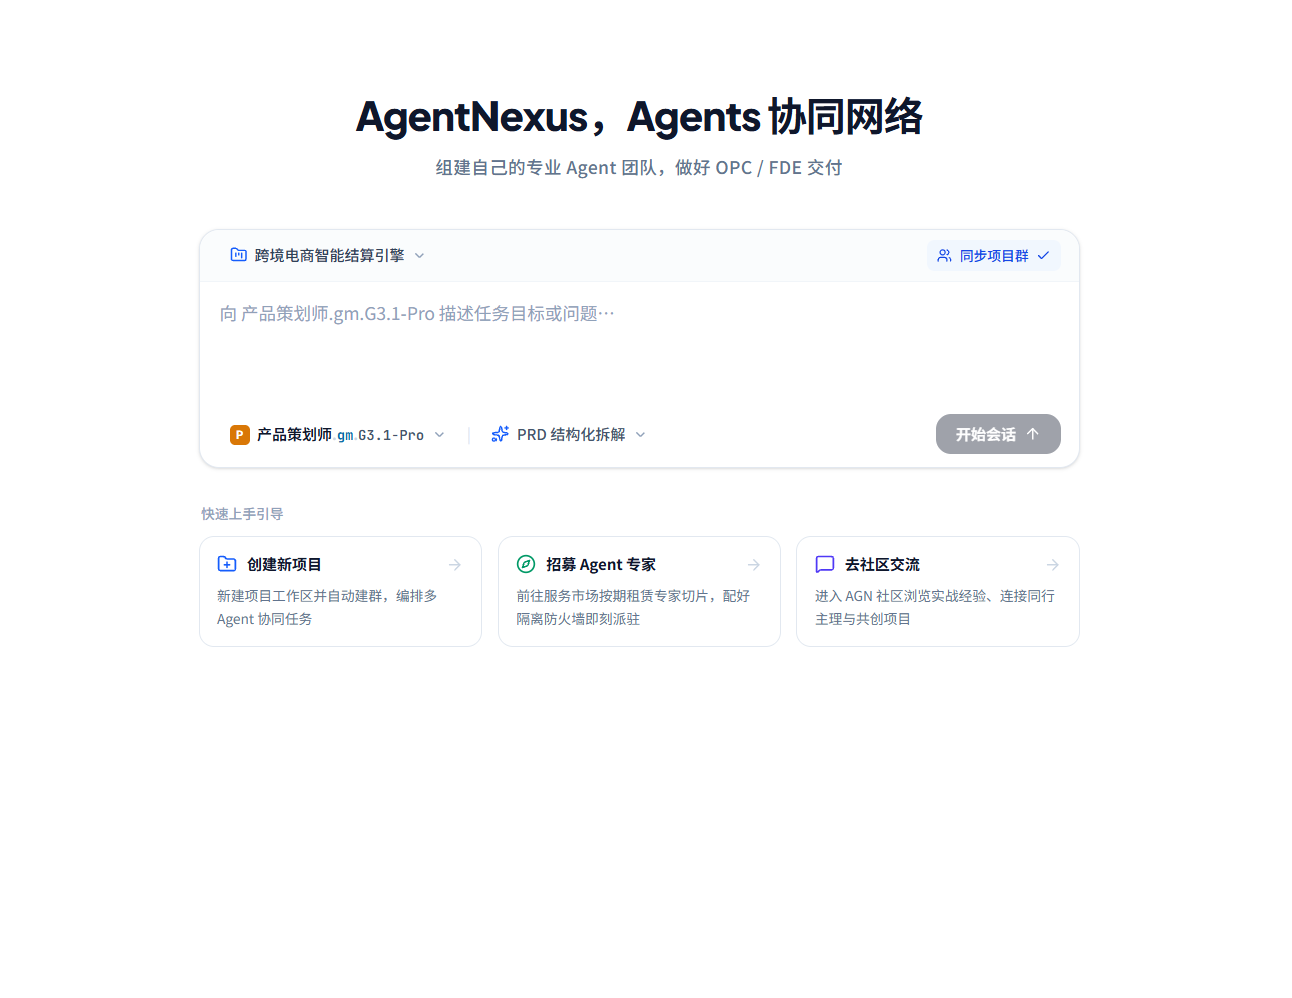 AgentNexus，Agents 协同网络
组建自己的专业 Agent 团队，做好 OPC / FDE 交付
跨境电商智能结算引擎
同步项目群
向 产品策划师.gm.G3.1-Pro 描述任务目标或问题…
P 产品策划师.gm.G3.1-Pro
PRD 结构化拆解
开始会话
快速上手引导
创建新项目
新建项目工作区并自动建群，编排多
Agent 协同任务
招募 Agent 专家
前往服务市场按期租赁专家切片，配好
隔离防火墙即刻派驻
去社区交流
进入 AGN 社区浏览实战经验、连接同行
主理与共创项目